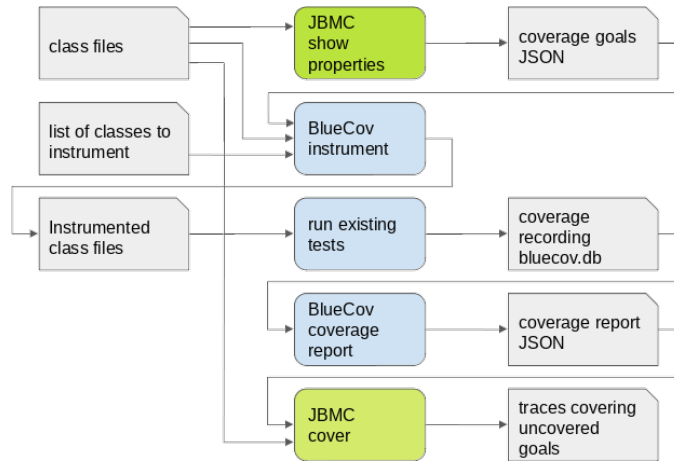 class files
JBMC
show
properties
coverage goals
JSON
list of classes to
instrument
BlueCov
instrument
Instrumented
class files
run existing
tests
coverage
recording
bluecov.db
BlueCov
coverage
report
coverage report
JSON
JBMC
cover
traces covering
uncovered
goals